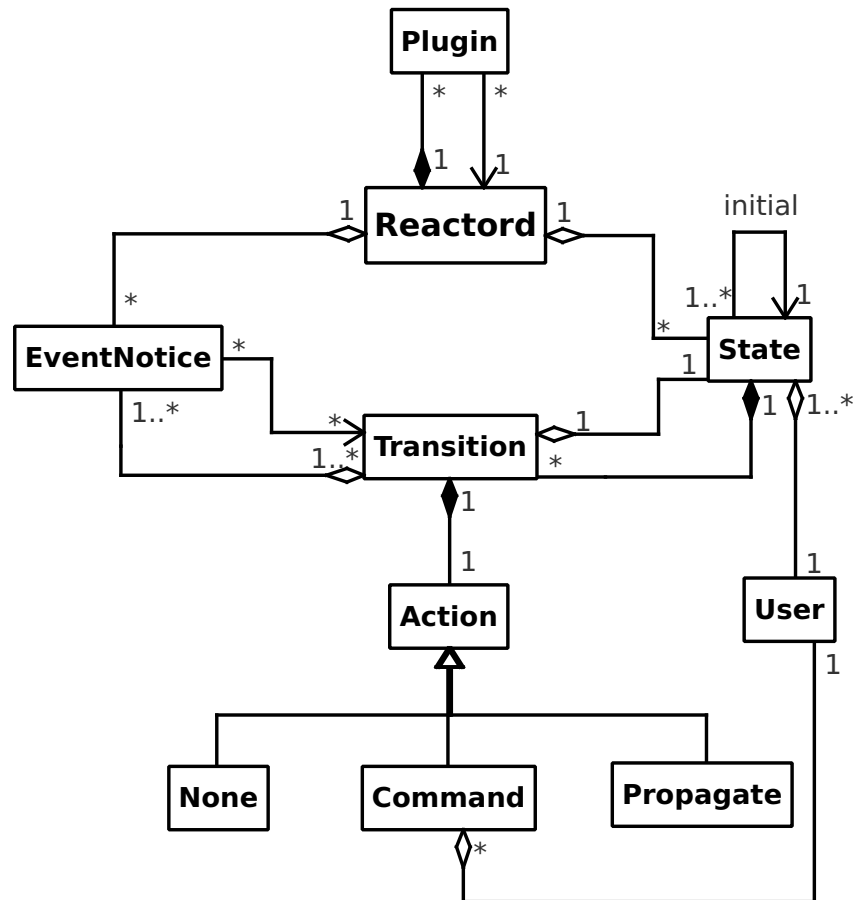 Plugin
*
*
1
1
Reactord
1
1
initial
*
1..*
1
*
EventNotice
*
State
1
1..*
*
1
1
1..*
Transition
1..*
*
1
1
1
Action
User
1
None
Command
Propagate
*